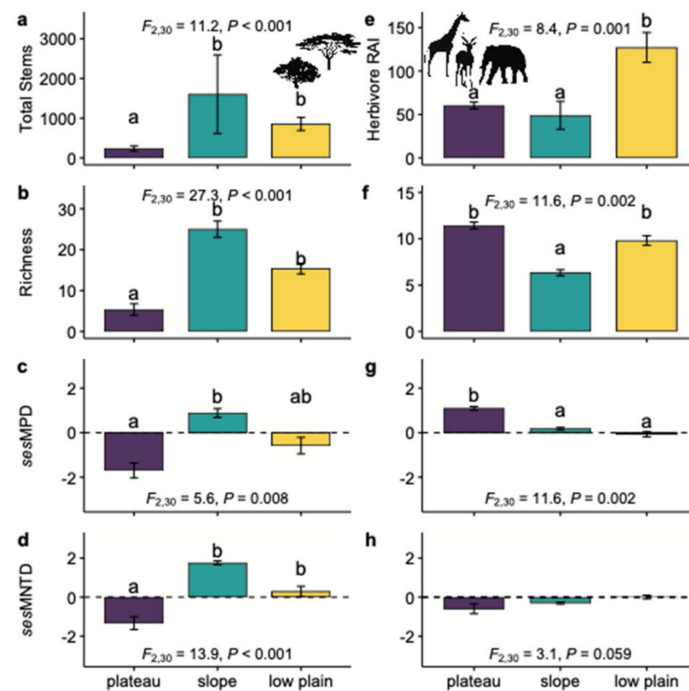 a
F2,30 = 11.2, P < 0.001
Total Stems
3000
2000
1000
0
a
b
b
b
F2,30 = 27.3, P < 0.001
Richness
30
20
10
0
a
b
b
c
sesMPD
2
0
-2
a
b
ab
F2,30 = 5.6, P = 0.008
d
sesMNTD
2
0
-2
a
b
b
F2,30 = 13.9, P < 0.001
plateau slope low plain
e
F2,30 = 8.4, P = 0.001
Herbivore RAI
150
100
50
0
a
a
b
f
F2,30 = 11.6, P = 0.002
15
10
5
0
b
a
b
g
2
0
-2
b
a
a
F2,30 = 11.6, P = 0.002
h
2
0
-2
F2,30 = 3.1, P = 0.059
plateau slope low plain